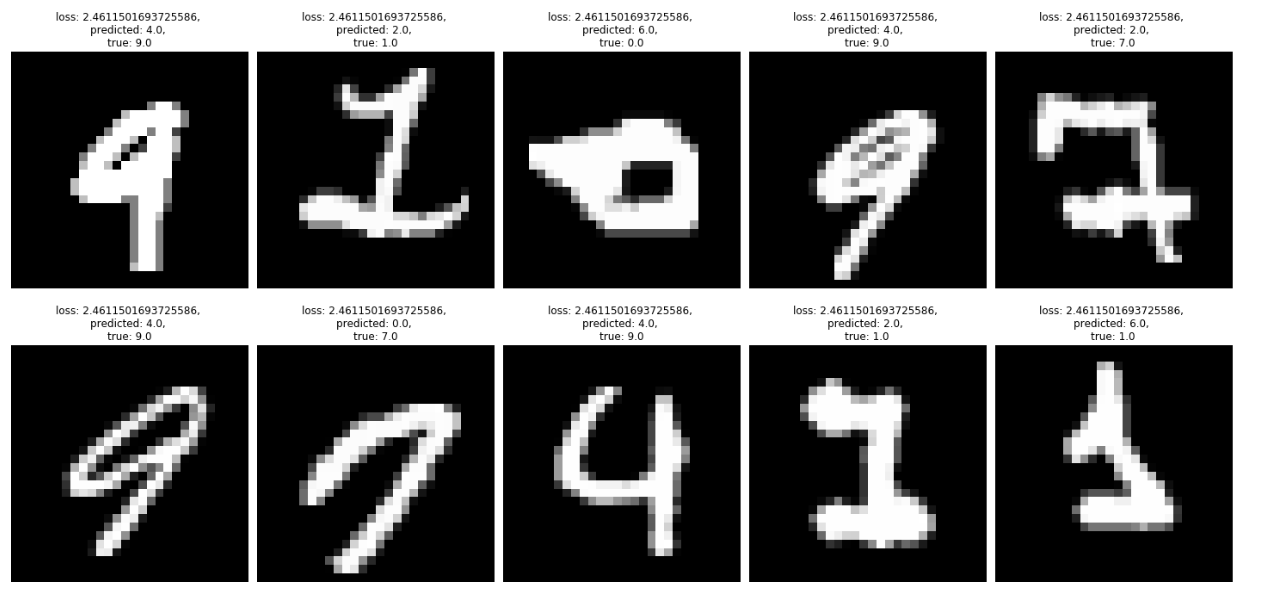 loss: 2.4611501693725586,
predicted: 4.0,
true: 9.0
loss: 2.4611501693725586,
predicted: 2.0,
true: 1.0
loss: 2.4611501693725586,
predicted: 6.0,
true: 0.0
loss: 2.4611501693725586,
predicted: 4.0,
true: 9.0
loss: 2.4611501693725586,
predicted: 2.0,
true: 7.0
loss: 2.4611501693725586,
predicted: 4.0,
true: 9.0
loss: 2.4611501693725586,
predicted: 0.0,
true: 7.0
loss: 2.4611501693725586,
predicted: 4.0,
true: 9.0
loss: 2.4611501693725586,
predicted: 2.0,
true: 1.0
loss: 2.4611501693725586,
predicted: 6.0,
true: 1.0